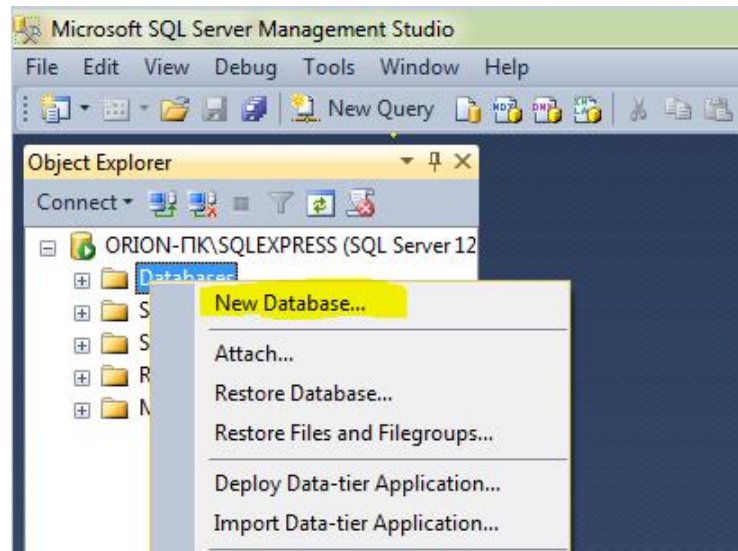 Microsoft SQL Server Management Studio
File Edit View Debug Tools Window Help
New Query
Object Explorer
Connect
ORION-ПК\SQLEXPRESS (SQL Server 12
Databases
S
S
R
M
New Database...
Attach...
Restore Database...
Restore Files and Filegroups...
Deploy Data-tier Application...
Import Data-tier Application...